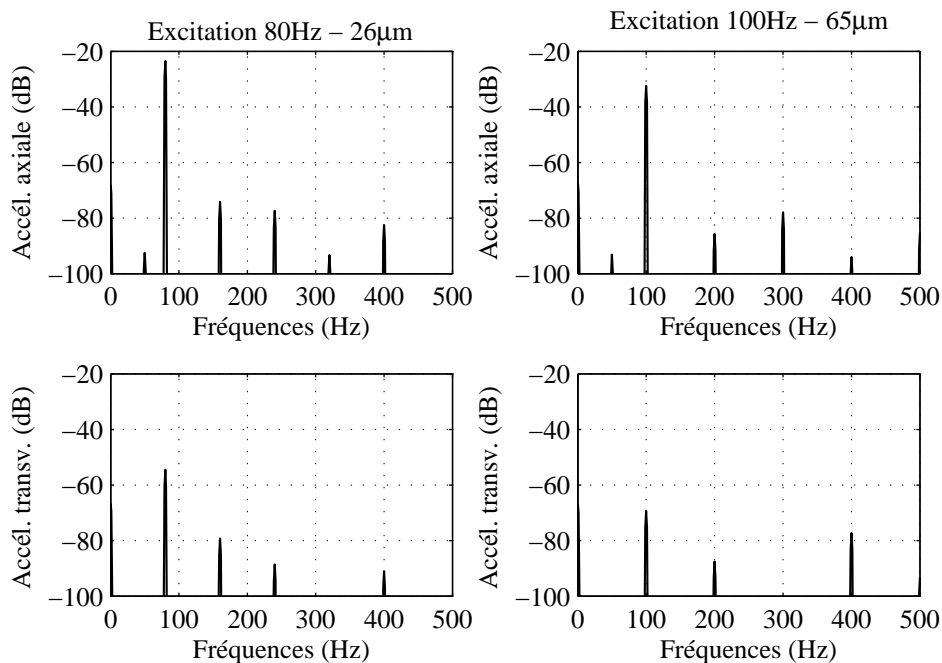 Excitation 80Hz – 26µm
–20
–40
–60
–80
–100
0 100 200 300 400 500
Accél. axiale (dB)
Fréquences (Hz)
Excitation 100Hz – 65µm
–20
–40
–60
–80
–100
0 100 200 300 400 500
Accél. axiale (dB)
Fréquences (Hz)
–20
–40
–60
–80
–100
0 100 200 300 400 500
Accél. transv. (dB)
Fréquences (Hz)
–20
–40
–60
–80
–100
0 100 200 300 400 500
Accél. transv. (dB)
Fréquences (Hz)